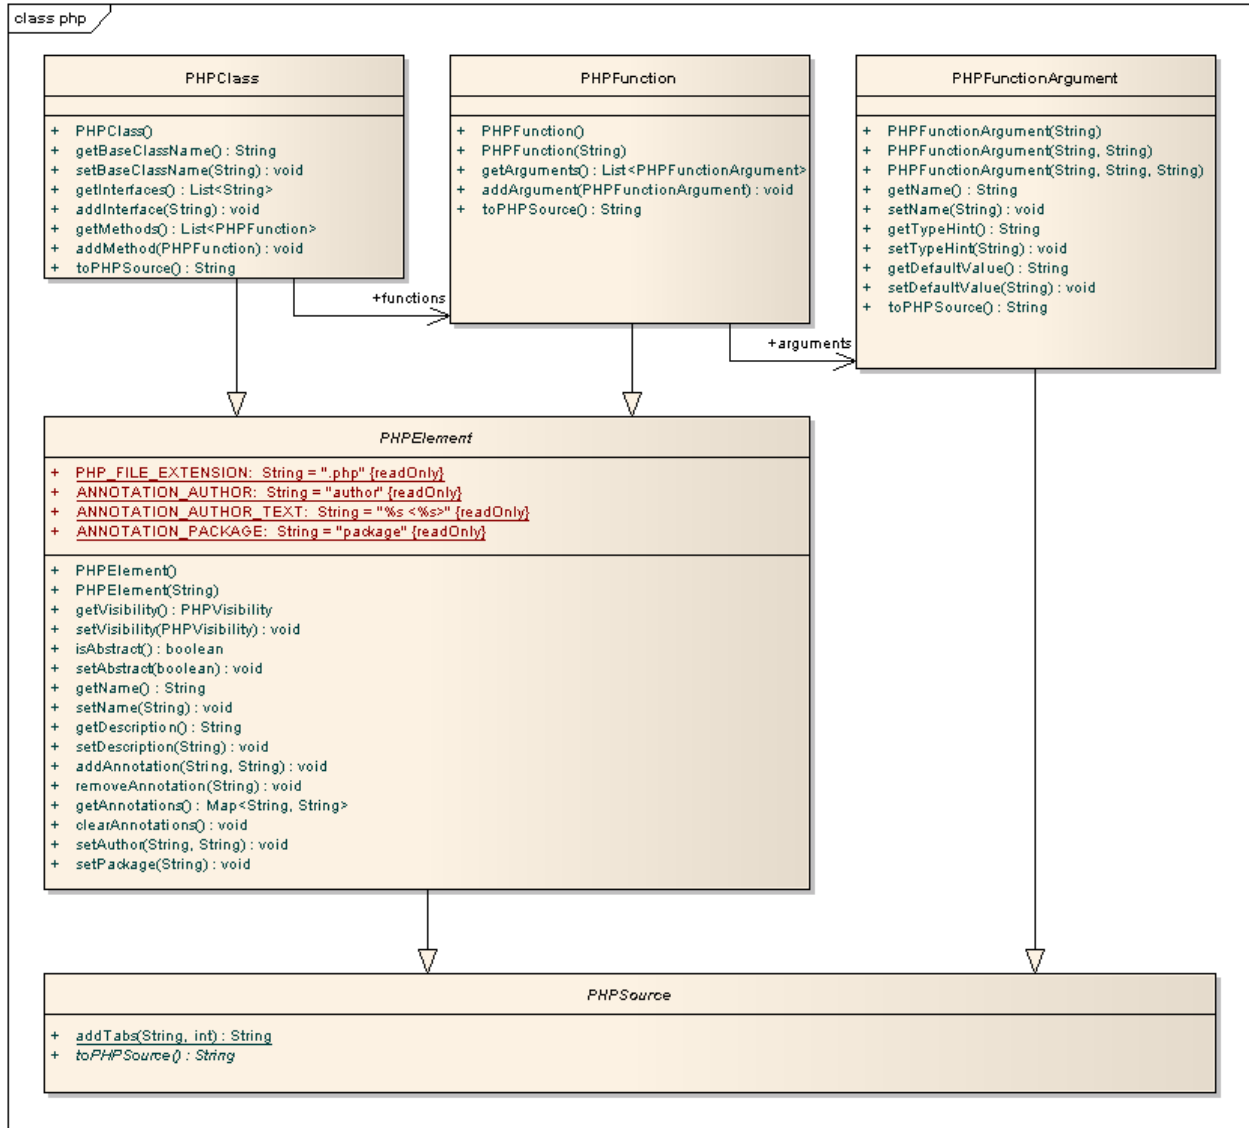 class php
PHPClass
+ PHPClass()
+ getBaseClassName() : String
+ setBaseClassName(String) : void
+ getInterfaces() : List<String>
+ addInterface(String) : void
+ getMethods() : List<PHPFunction>
+ addMethod(PHPFunction) : void
+ toPHPSource() : String
+functions
PHPFunction
+ PHPFunction()
+ PHPFunction(String)
+ getArguments() : List<PHPFunctionArgument>
+ addArgument(PHPFunctionArgument) : void
+ toPHPSource() : String
+arguments
PHPFunctionArgument
+ PHPFunctionArgument(String)
+ PHPFunctionArgument(String, String)
+ PHPFunctionArgument(String, String, String)
+ getName() : String
+ setName(String) : void
+ getTypeHint() : String
+ setTypeHint(String) : void
+ getDefaultValue() : String
+ setDefaultValue(String) : void
+ toPHPSource() : String
PHPElement
+ PHP_FILE_EXTENSION: String = ".php" {readOnly}
+ ANNOTATION_AUTHOR: String = "author" {readOnly}
+ ANNOTATION_AUTHOR_TEXT: String = "%s <%s>" {readOnly}
+ ANNOTATION_PACKAGE: String = "package" {readOnly}
+ PHPElement()
+ PHPElement(String)
+ getVisibility() : PHPVisibility
+ setVisibility(PHPVisibility) : void
+ isAbstract() : boolean
+ setAbstract(boolean) : void
+ getName() : String
+ setName(String) : void
+ getDescription() : String
+ setDescription(String) : void
+ addAnnotation(String, String) : void
+ removeAnnotation(String) : void
+ getAnnotations() : Map<String, String>
+ clearAnnotations() : void
+ setAuthor(String, String) : void
+ setPackage(String) : void
PHPSource
+ addTabs(String, int) : String
+ toPHPSource() : String